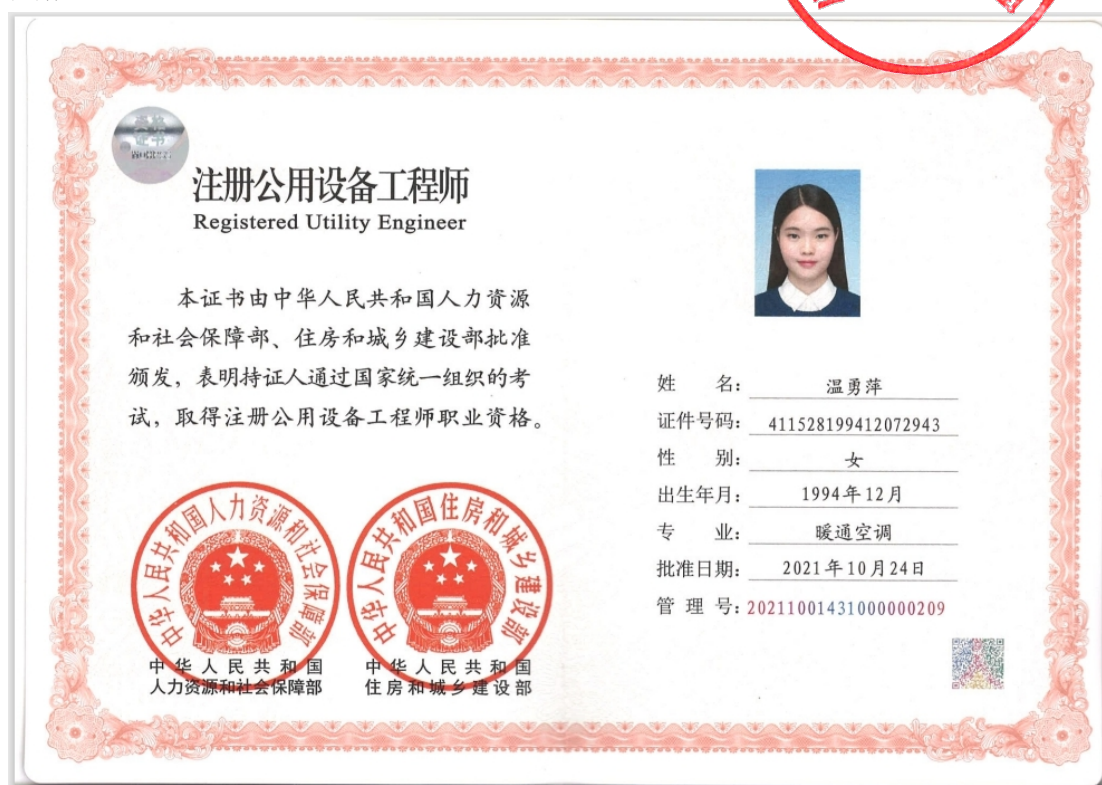 注册公用设备工程师
Registered Utility Engineer
本证书由中华人民共和国人力资源
和社会保障部、住房和城乡建设部批准
颁发，表明持证人通过国家统一组织的考
试，取得注册公用设备工程师职业资格。
中华人民共和国人力资源和社会保障部
中华人民共和国住房和城乡建设部
中华人民共和国
人力资源和社会保障部
中华人民共和国
住房和城乡建设部
姓 名：温勇萍
证件号码：411528199412072943
性 别：女
出生年月：1994年12月
专 业：暖通空调
批准日期：2021年10月24日
管 理 号：20211001431000000209